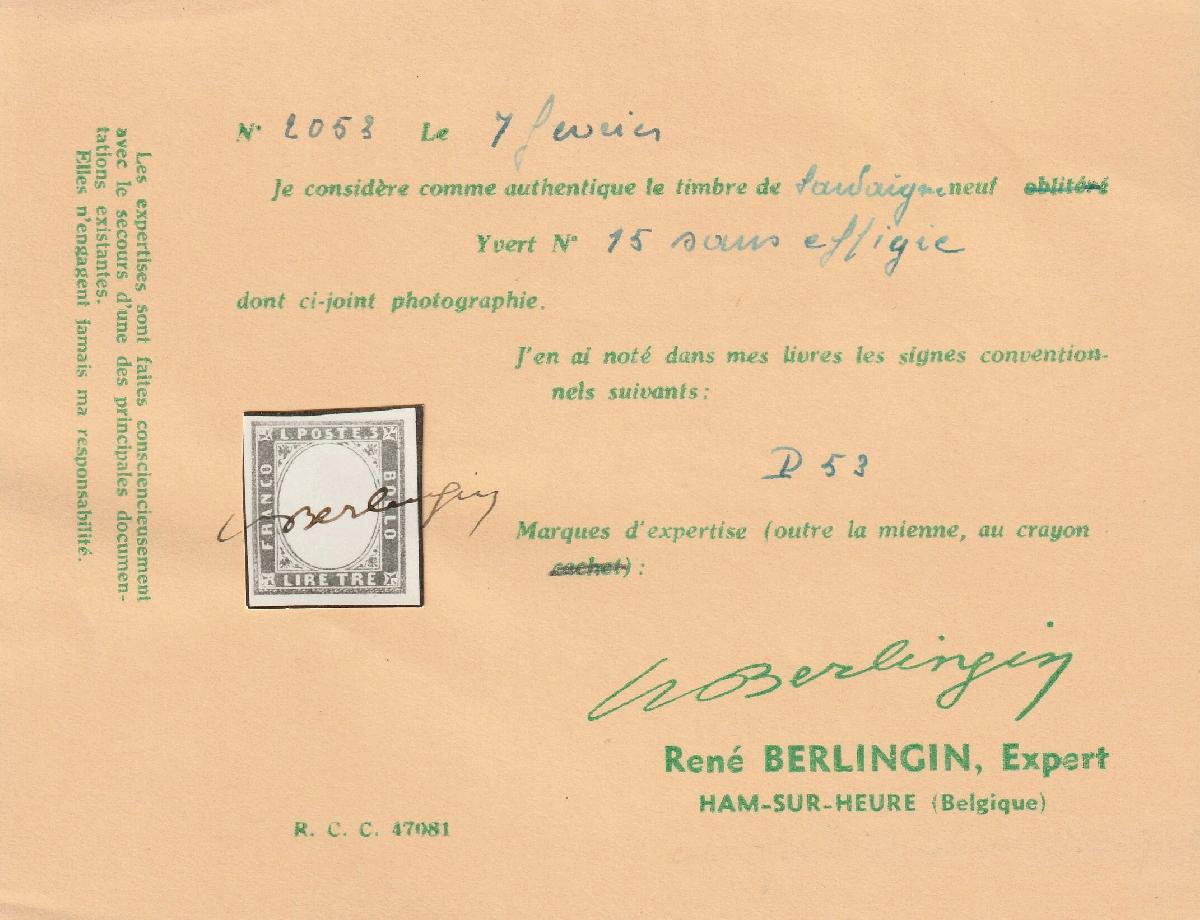 N° 2053 Le 7 fevrier
Je considère comme authentique le timbre de Sardaigne neuf oblitéré
Yvert N° 15 sans effigie
dont ci-joint photographie.
J'en ai noté dans mes livres les signes convention-
nels suivants:
D 53
Marques d'expertise (outre la mienne, au crayon
cachet):
L. POSTE. 3
FRANCO
BOLLO
LIRE TRE
Berlingin
Berlingin
René BERLINGIN, Expert
HAM-SUR-HEURE (Belgique)
R. C. C. 47081
Les expertises sont faites consciencieusement
avec le secours d'une des principales documen-
tations existantes.
Elles n'engagent jamais ma responsabilité.